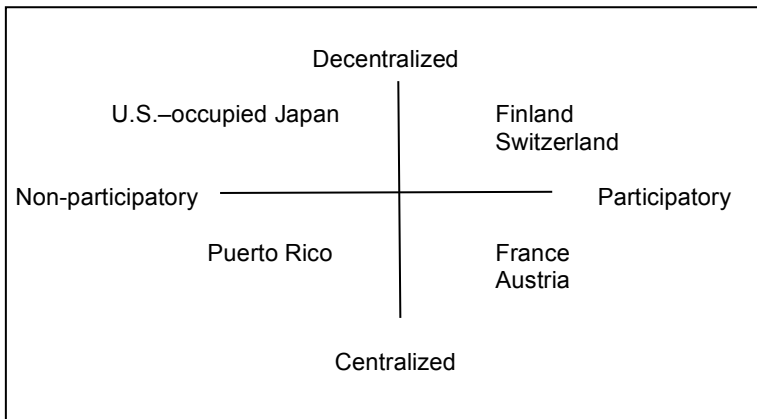 Decentralized
U.S.–occupied Japan
Finland
Switzerland
Non-participatory
Participatory
Puerto Rico
France
Austria
Centralized